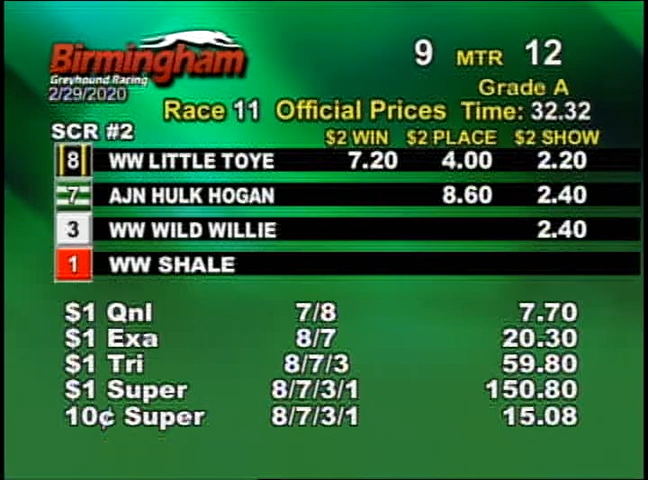 Birmingham
Greyhound Racing
2/29/2020
9 MTR 12
Grade A
Race 11 Official Prices Time: 32.32
SCR #2
$2 WIN $2 PLACE $2 SHOW
8 WW LITTLE TOYE 7.20 4.00 2.20
7 AJN HULK HOGAN 8.60 2.40
3 WW WILD WILLIE 2.40
1 WW SHALE
$1 Qnl 7/8 7.70
$1 Exa 8/7 20.30
$1 Tri 8/7/3 59.80
$1 Super 8/7/3/1 150.80
10¢ Super 8/7/3/1 15.08